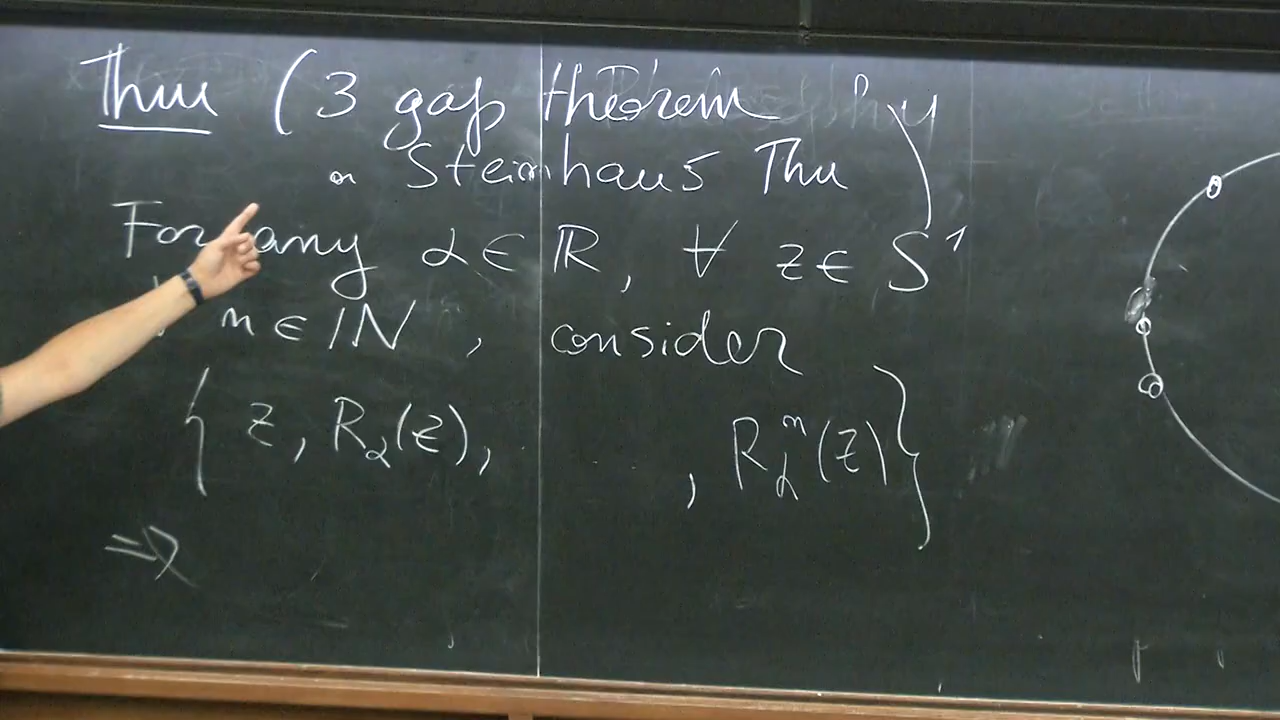 Thm (3 gap theorem
or Steinhaus Thm)
For any α ∈ ℝ, ∀ z ∈ S¹
∀ n ∈ ℕ, consider
{ z, R_α(z), , R_α^n(z) }
⇒